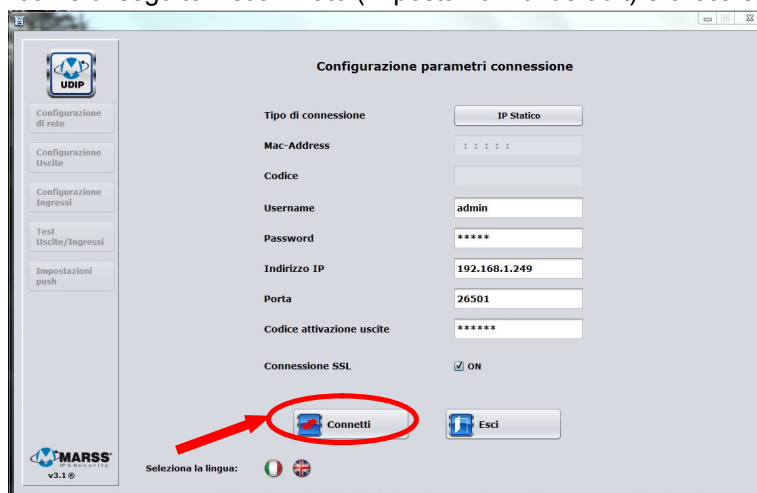 UDIP
Configurazione parametri connessione
Configurazione
di rete
Configurazione
Uscite
Configurazione
Ingressi
Test
Uscite/Ingressi
Impostazioni
push
Tipo di connessione IP Statico
Mac-Address : : : : :
Codice
Username admin
Password *****
Indirizzo IP 192.168.1.249
Porta 26501
Codice attivazione uscite ******
Connessione SSL ON
Connetti Esci
MARSS
IP & Security
v3.1 ®
Seleziona la lingua: